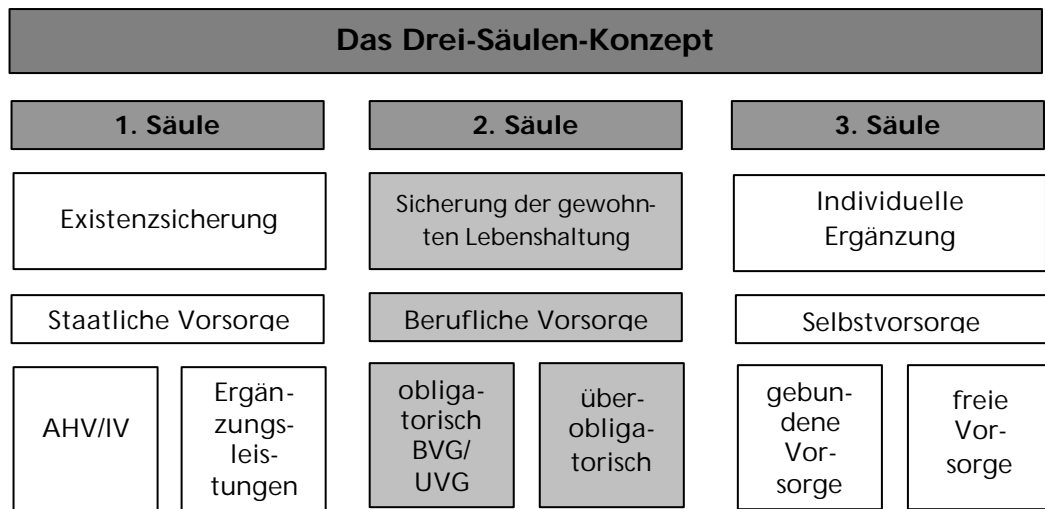 Das Drei-Säulen-Konzept
1. Säule
2. Säule
3. Säule
Existenzsicherung
Sicherung der gewohn-
ten Lebenshaltung
Individuelle
Ergänzung
Staatliche Vorsorge
Berufliche Vorsorge
Selbstvorsorge
AHV/IV
Ergän-
zungs-
leis-
tungen
obliga-
torisch
BVG/
UVG
über-
obliga-
torisch
gebun-
dene
Vor-
sorge
freie
Vor-
sorge